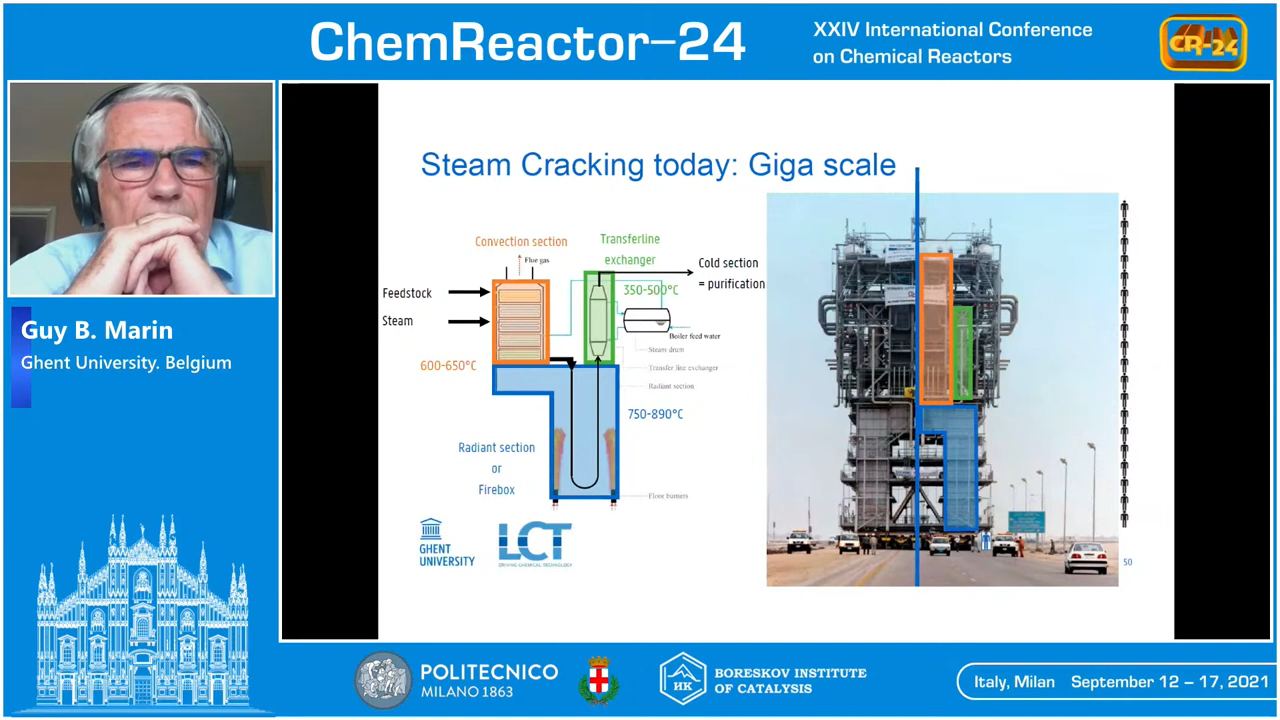 ChemReactor–24
XXIV International Conference
on Chemical Reactors
CR-24
Guy B. Marin
Ghent University. Belgium
Steam Cracking today: Giga scale
Convection section
Flue gas
Transferline
exchanger
350-500°C
Cold section
= purification
Feedstock
Steam
Boiler feed water
Steam drum
Transfer line exchanger
Radiant section
600-650°C
750-890°C
Radiant section
or
Firebox
Floor burners
GHENT
UNIVERSITY
LCT
50
POLITECNICO
MILANO 1863
НК
BORESKOV INSTITUTE
OF CATALYSIS
Italy, Milan September 12 – 17, 2021